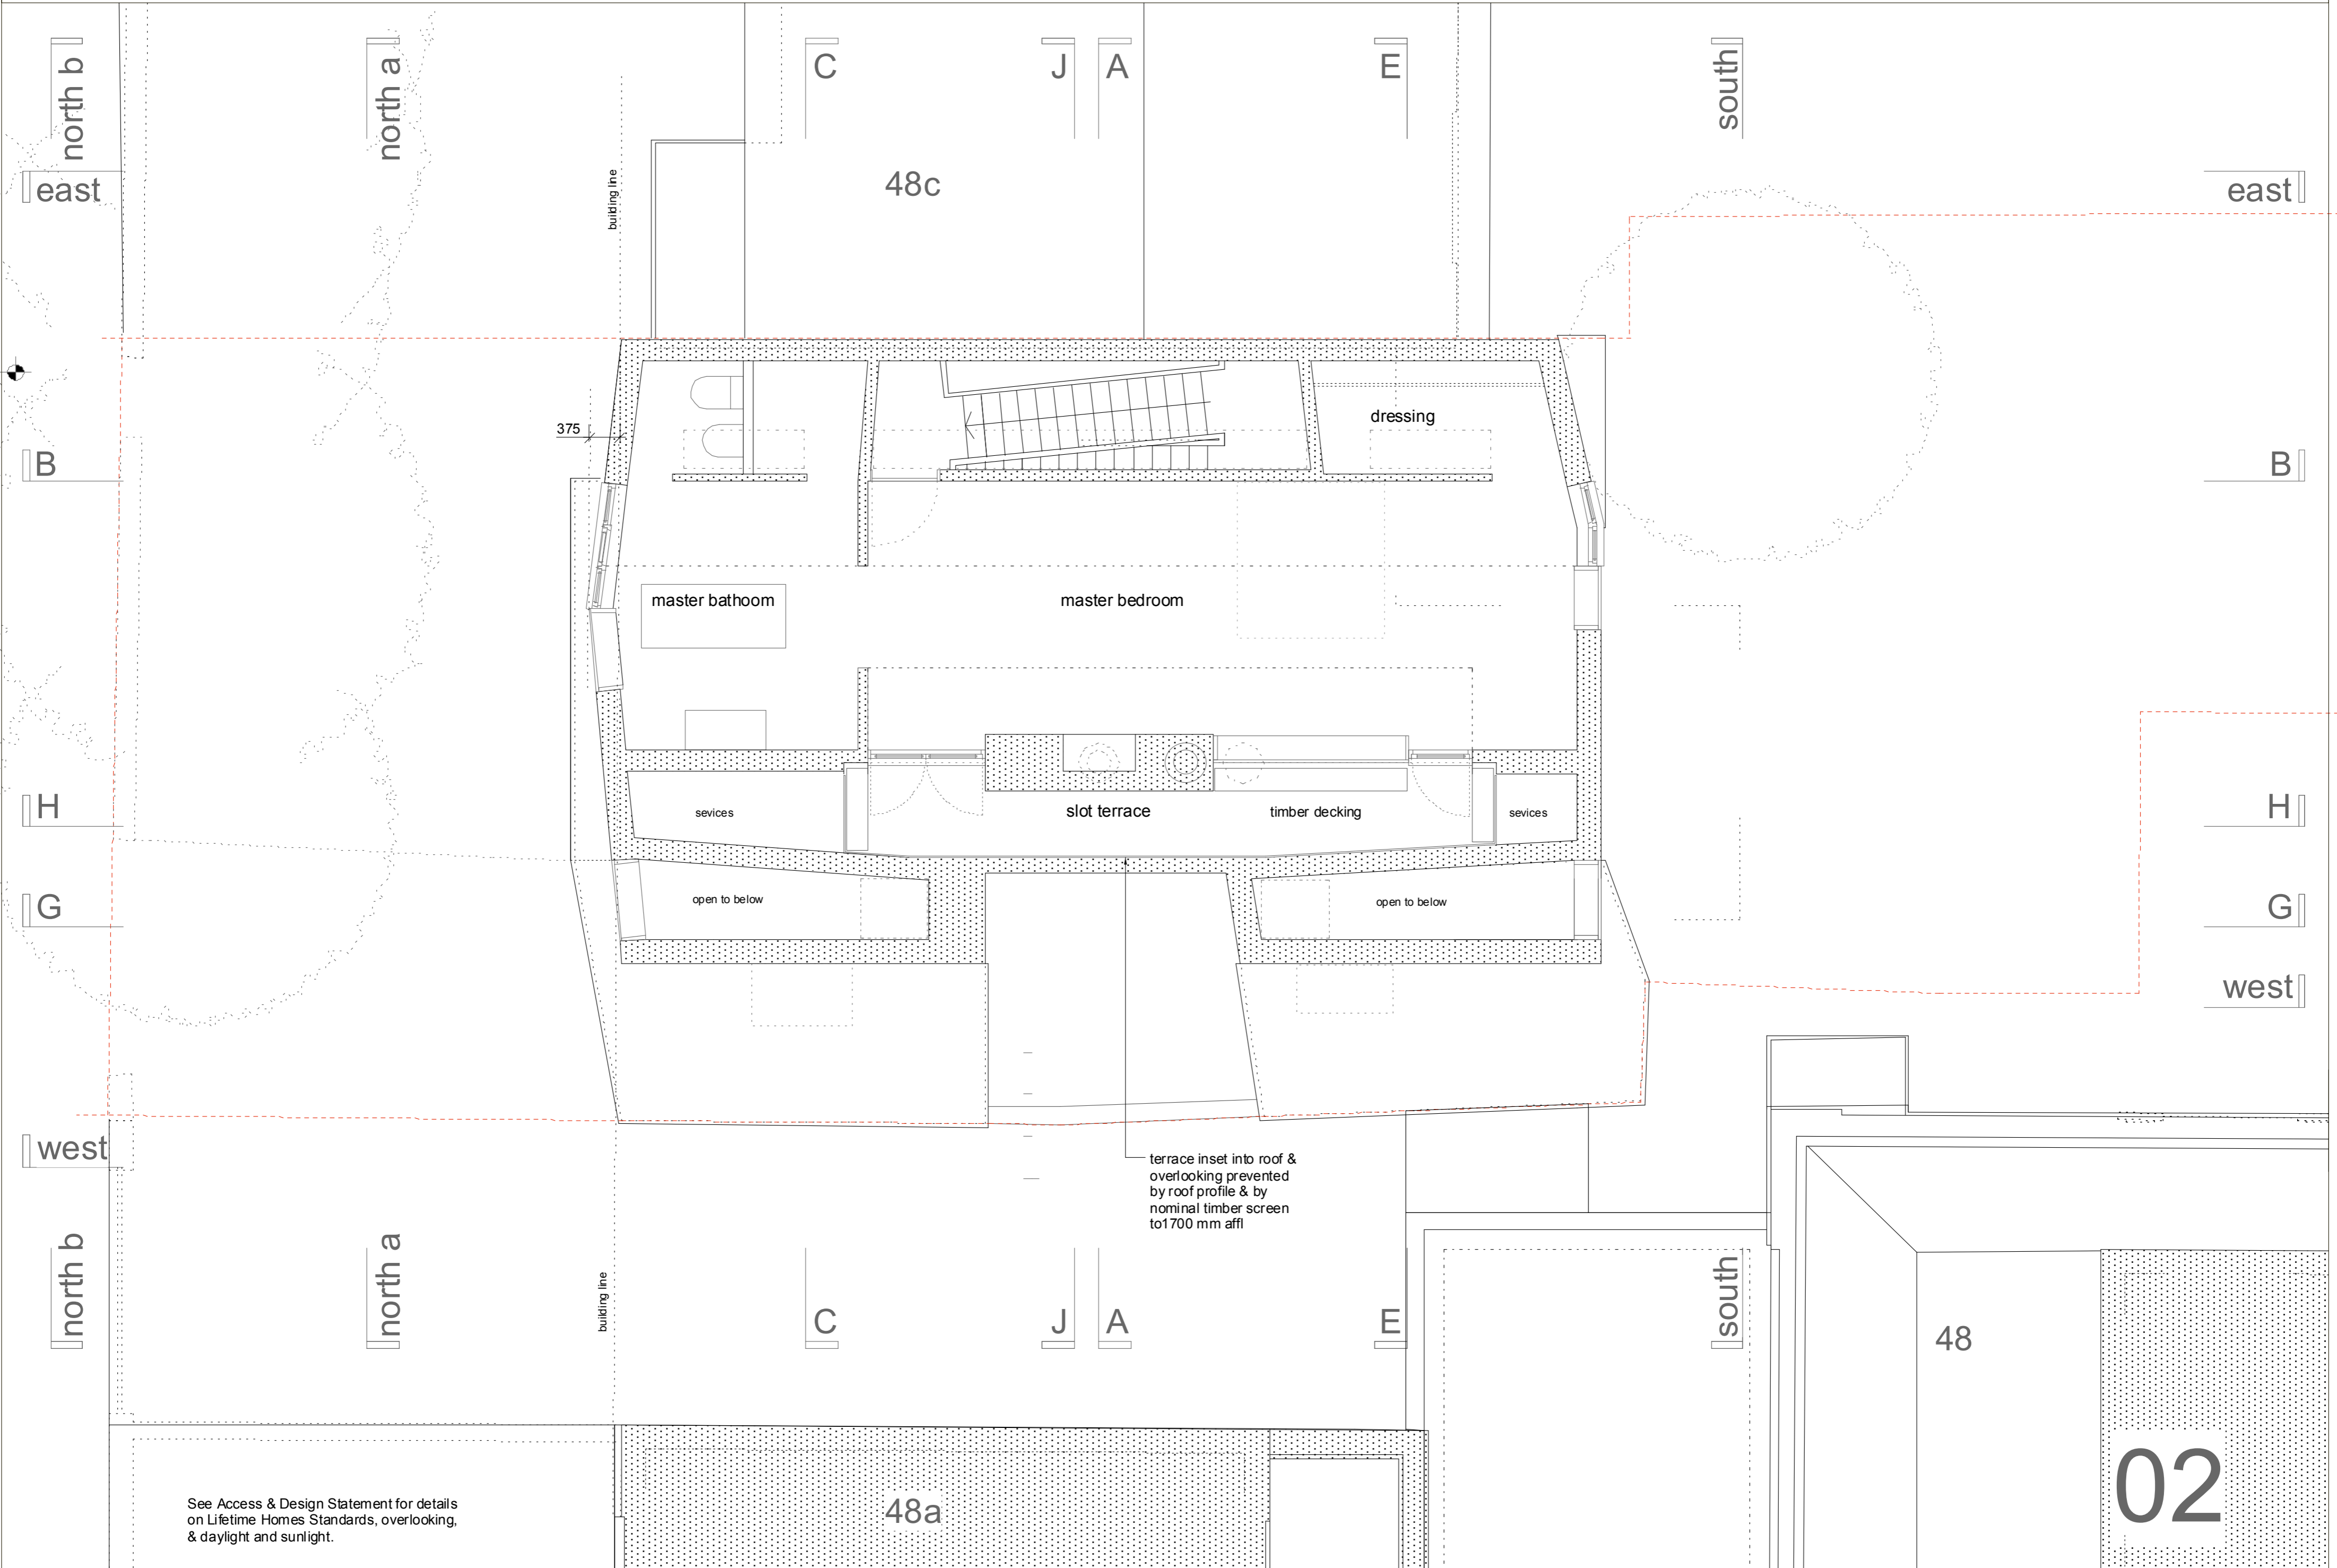 north b
north a
C
J
A
E
south
east
48c
east
building line
375
dressing
B
B
master bathoom
master bedroom
H
sevices
slot terrace
timber decking
sevices
H
G
open to below
open to below
G
west
west
terrace inset into roof &
overlooking prevented
by roof profile & by
nominal timber screen
to1700 mm affl
north b
north a
building line
C
J
A
E
south
48
02
See Access & Design Statement for details
on Lifetime Homes Standards, overlooking,
& daylight and sunlight.
48a